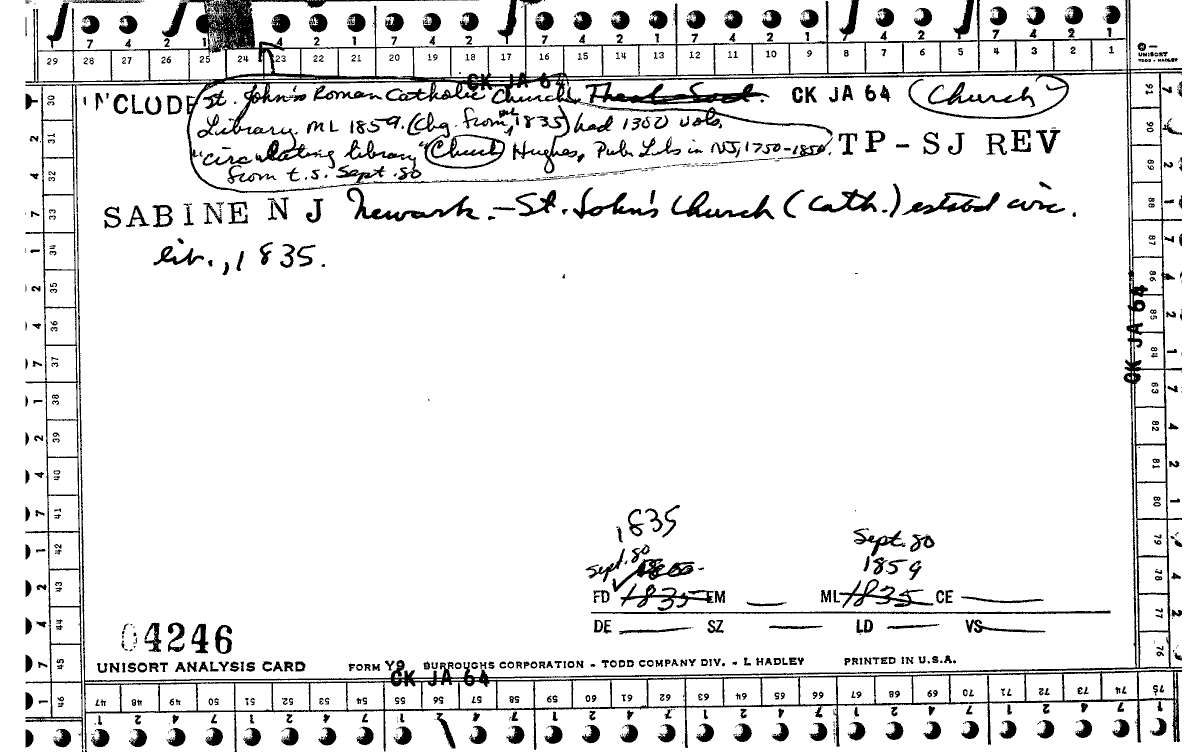 7 4 2 1 4 2 1 7 4 2 1 7 4 2 1 7 4 2 1 7 4 2 1 7 4 2 1
29 28 27 26 25 24 23 22 21 20 19 18 17 16 15 14 13 12 11 10 9 8 7 6 5 4 3 2 1
UNISORT
TODD - HADLEY
CK JA 64
'NCLUDE St. John's Roman Catholic Church, CK JA 64 (Church)
Library. ML 1859. (Chg. from ML 1835) had 1300 vols.
"circulating library" Church Hughes, Pub Libs in NJ, 1750-1850. TP - SJ REV
from t.s. Sept. 80
SABINE N J Newark. - St. John's Church (Cath.) estabd circ.
lib., 1835.
CK JA 64
1835
Sept. 80 Sept. 80
1859
FD 1835 EM ML 1835 CE
DE SZ LD VS
04246
UNISORT ANALYSIS CARD FORM Y9 BURROUGHS CORPORATION - TODD COMPANY DIV. - L HADLEY PRINTED IN U.S.A.
CK JA 64
30 31 32 33 34 35 36 37 38 39 40 41 42 43 44 45 46
91 90 89 88 87 86 85 84 83 82 81 80 79 78 77 76 75
47 48 49 50 51 52 53 54 55 56 57 58 59 60 61 62 63 64 65 66 67 68 69 70 71 72 73 74